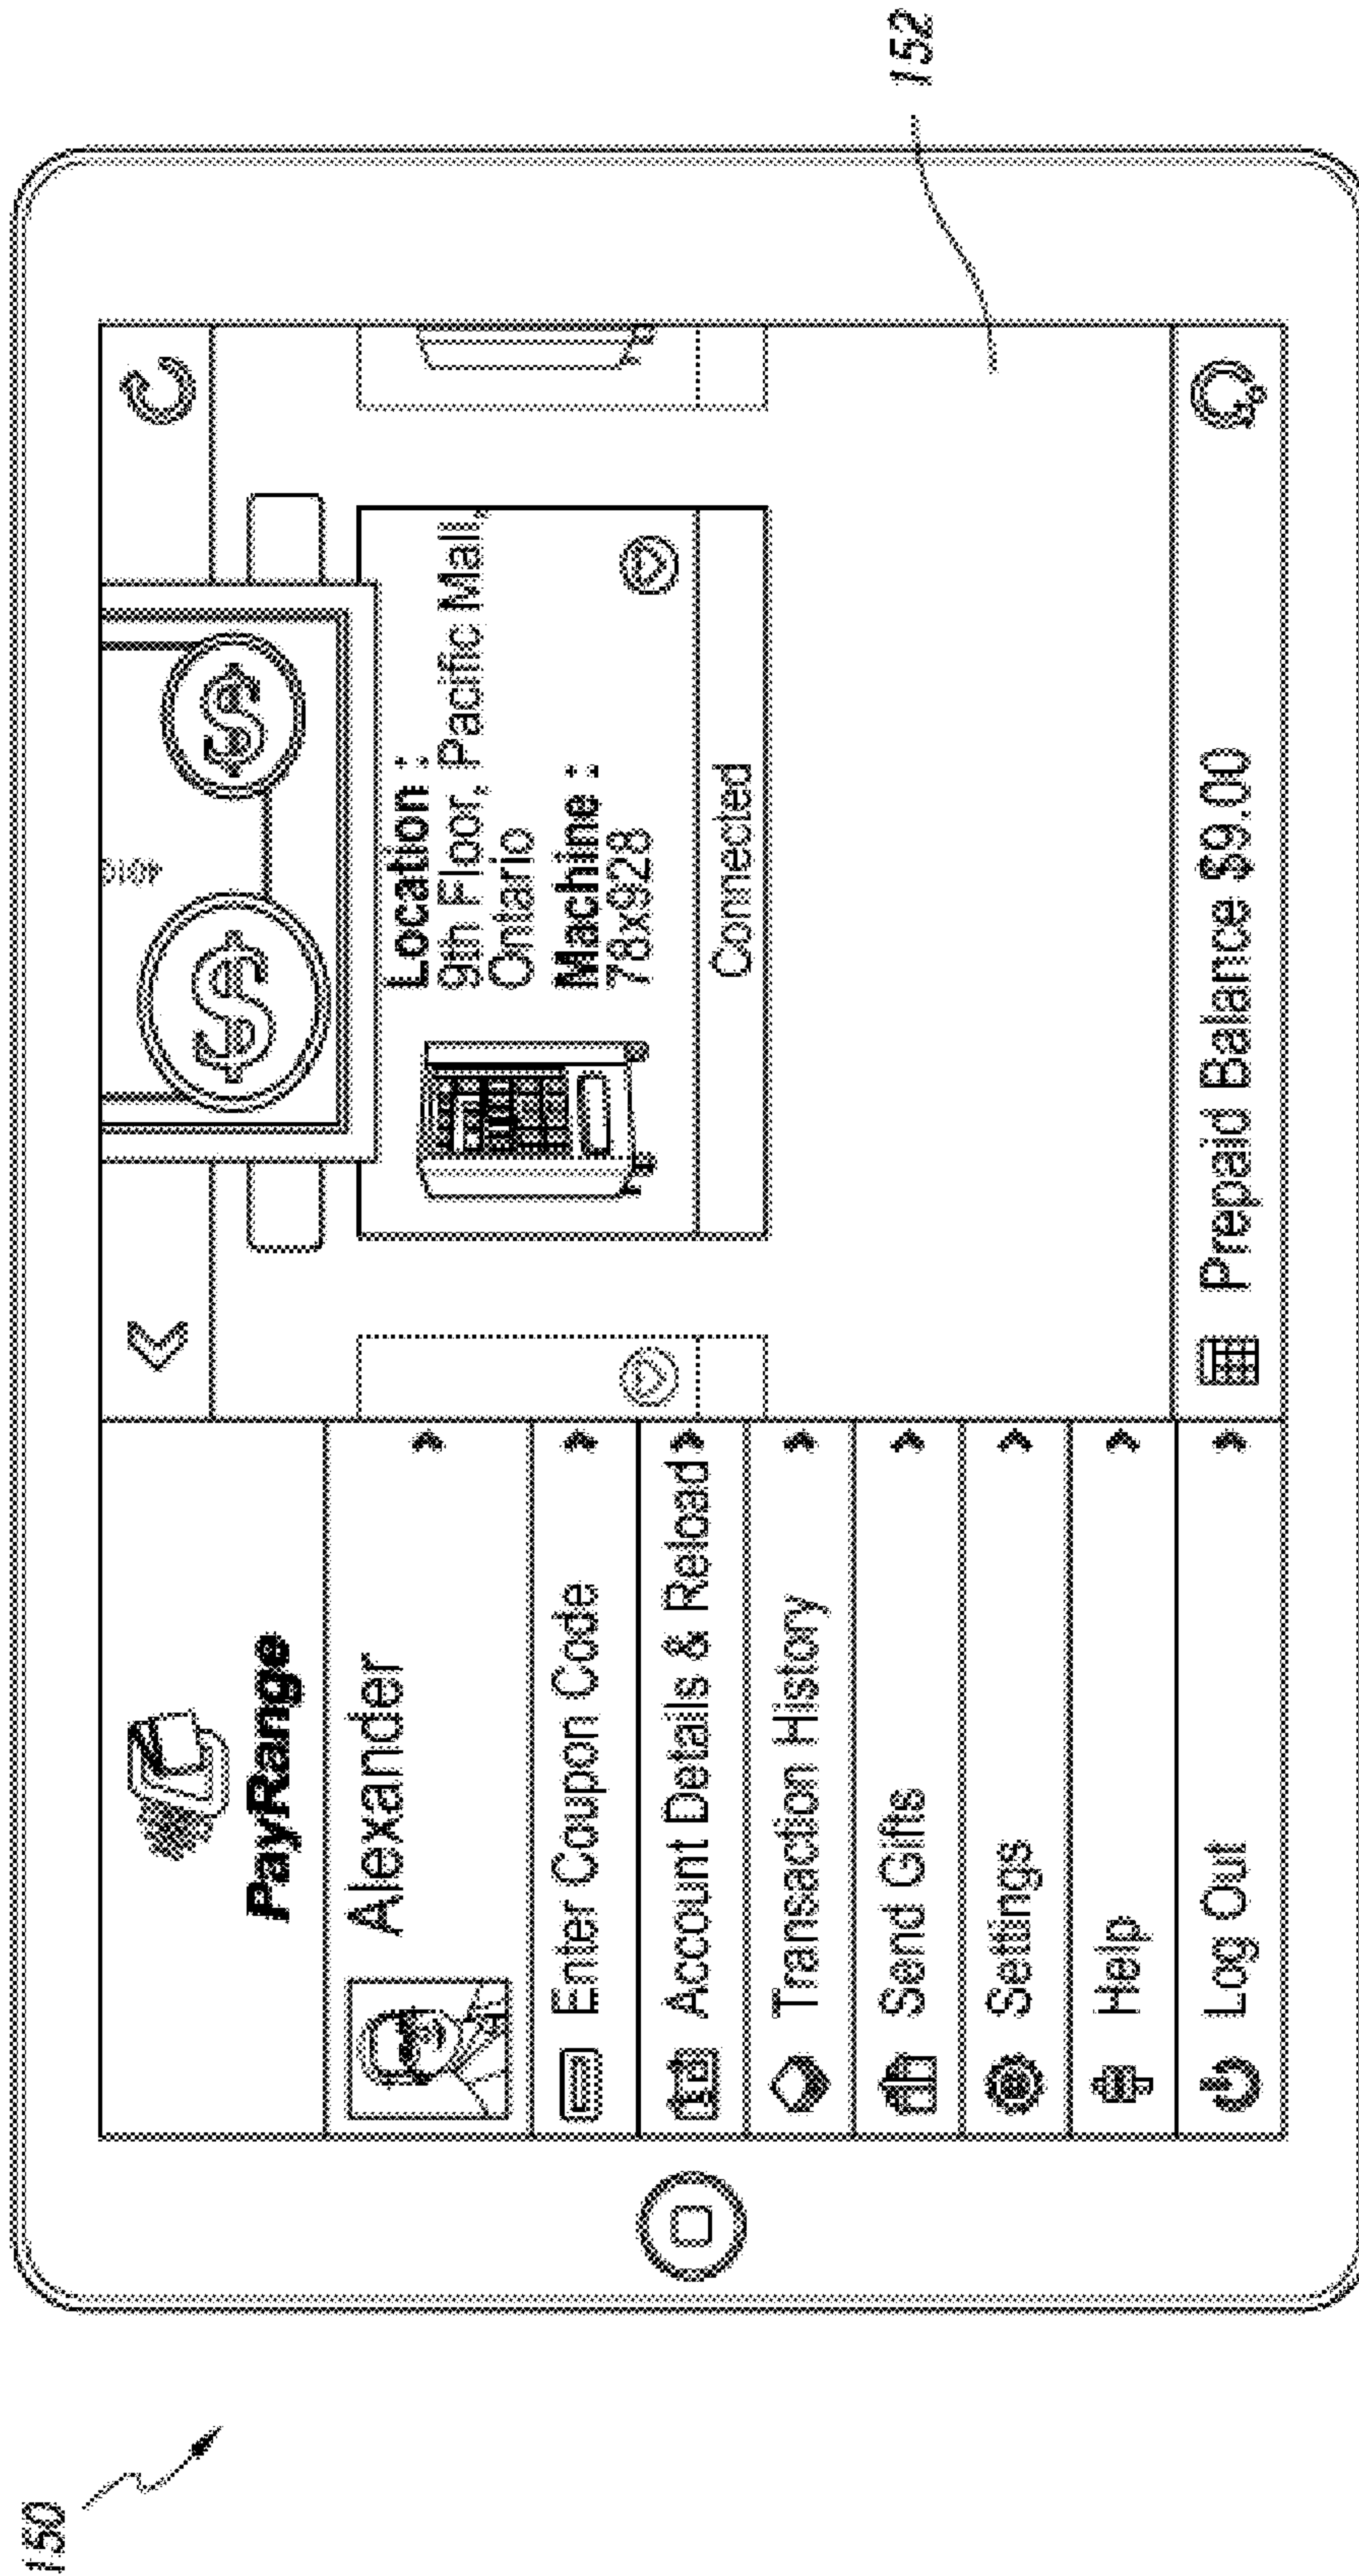 150
152
PayRange
Alexander
Enter Coupon Code
Account Details & Reload
Transaction History
Send Gifts
Settings
Help
Log Out
$ $
Location :
9th Floor, Pacific Mall,
Ontario
Machine :
78x928
Connected
Prepaid Balance $9.00